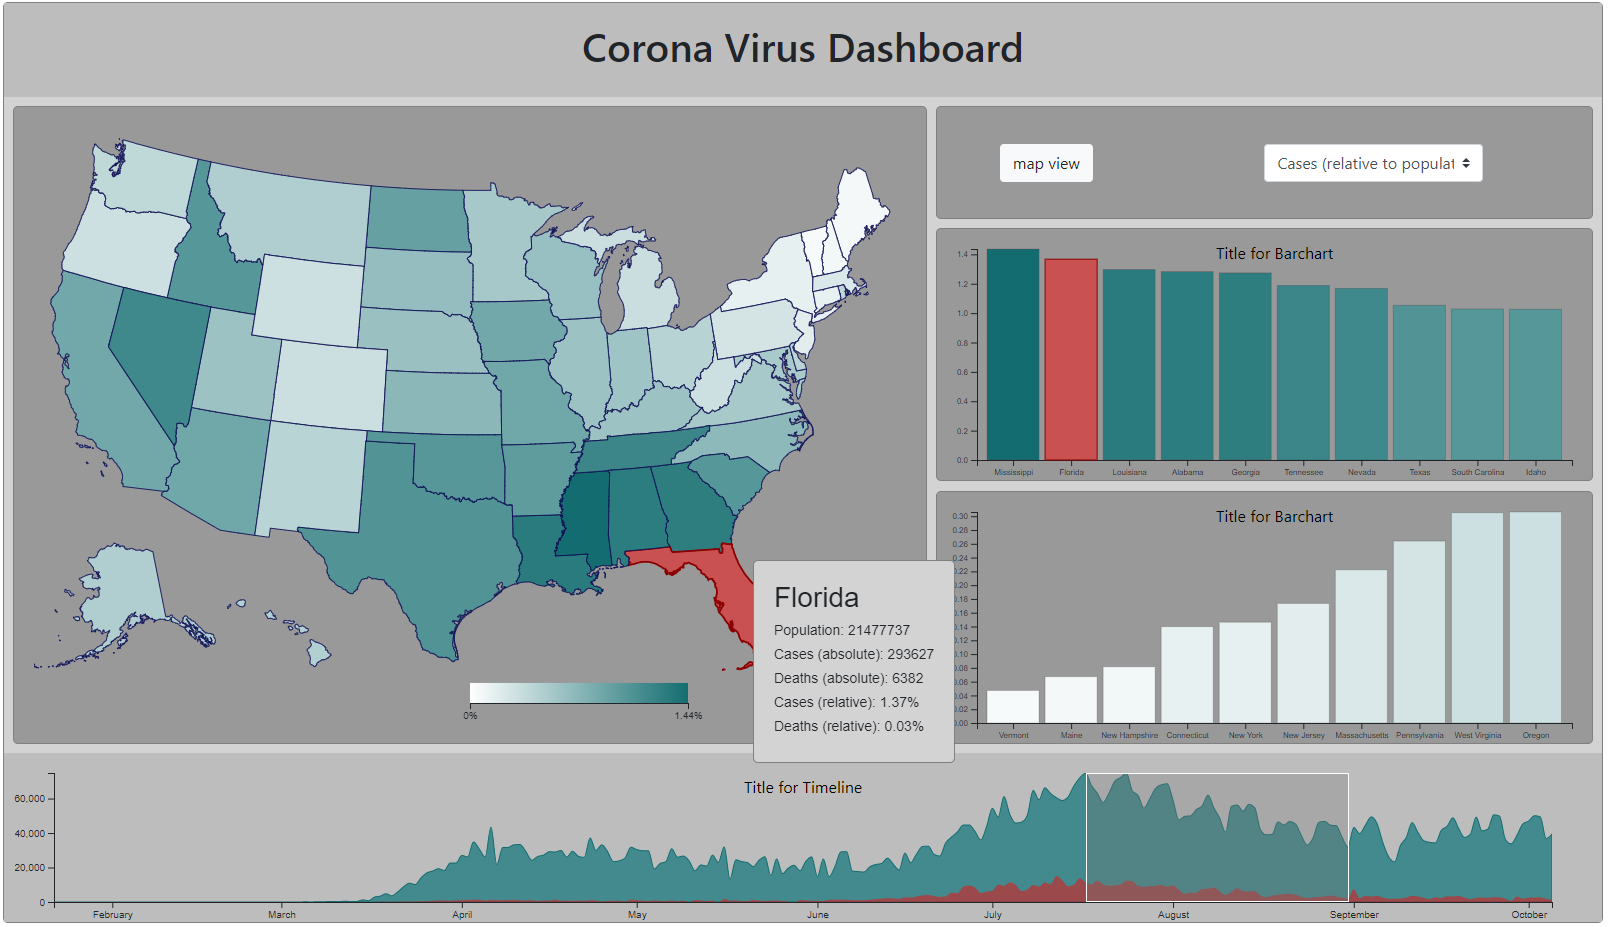 Corona Virus Dashboard
map view
Cases (relative to populat
Title for Barchart
1.4
1.2
1.0
0.8
0.6
0.4
0.2
0.0
Mississippi Florida Louisiana Alabama Georgia Tennessee Nevada Texas South Carolina Idaho
Title for Barchart
0.30
0.28
0.26
0.24
0.22
0.20
0.18
0.16
0.14
0.12
0.10
0.08
0.06
0.04
0.02
0.00
Vermont Maine New Hampshire Connecticut New York New Jersey Massachusetts Pennsylvania West Virginia Oregon
Florida
Population: 21477737
Cases (absolute): 293627
Deaths (absolute): 6382
Cases (relative): 1.37%
Deaths (relative): 0.03%
0% 1.44%
Title for Timeline
60,000
40,000
20,000
0
February March April May June July August September October